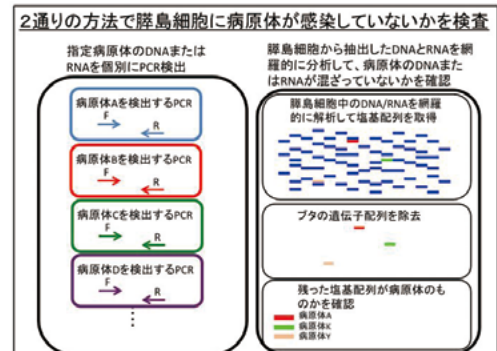 2通りの方法で膵島細胞に病原体が感染していないかを検査
指定病原体のDNAまたは
RNAを個別にPCR検出
病原体Aを検出するPCR
F
R
病原体Bを検出するPCR
F
R
病原体Cを検出するPCR
F
R
病原体Dを検出するPCR
F
R
⋮
膵島細胞から抽出したDNAとRNAを網
羅的に分析して、病原体のDNAまた
はRNAが混ざっていないかを確認
膵島細胞中のDNA/RNAを網羅
的に解析して塩基配列を取得
ブタの遺伝子配列を除去
残った塩基配列が病原体のも
のかを確認
病原体A
病原体K
病原体Y